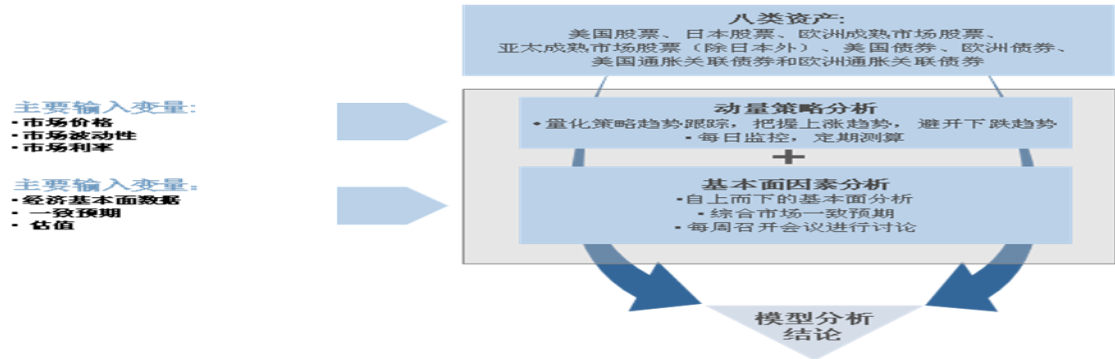 八类资产:
美国股票、日本股票、欧洲成熟市场股票、
亚太成熟市场股票（除日本外）、美国债券、欧洲债券、
美国通胀关联债券和欧洲通胀关联债券
主要输入变量:
•市场价格
•市场波动性
•市场利率
动量策略分析
•量化策略趋势跟踪，把握上涨趋势，避开下跌趋势
•每日监控，定期测算
+
主要输入变量:
•经济基本面数据
• 一致预期
• 估值
基本面因素分析
•自上而下的基本面分析
•综合市场一致预期
•每周召开会议进行讨论
模型分析
结论